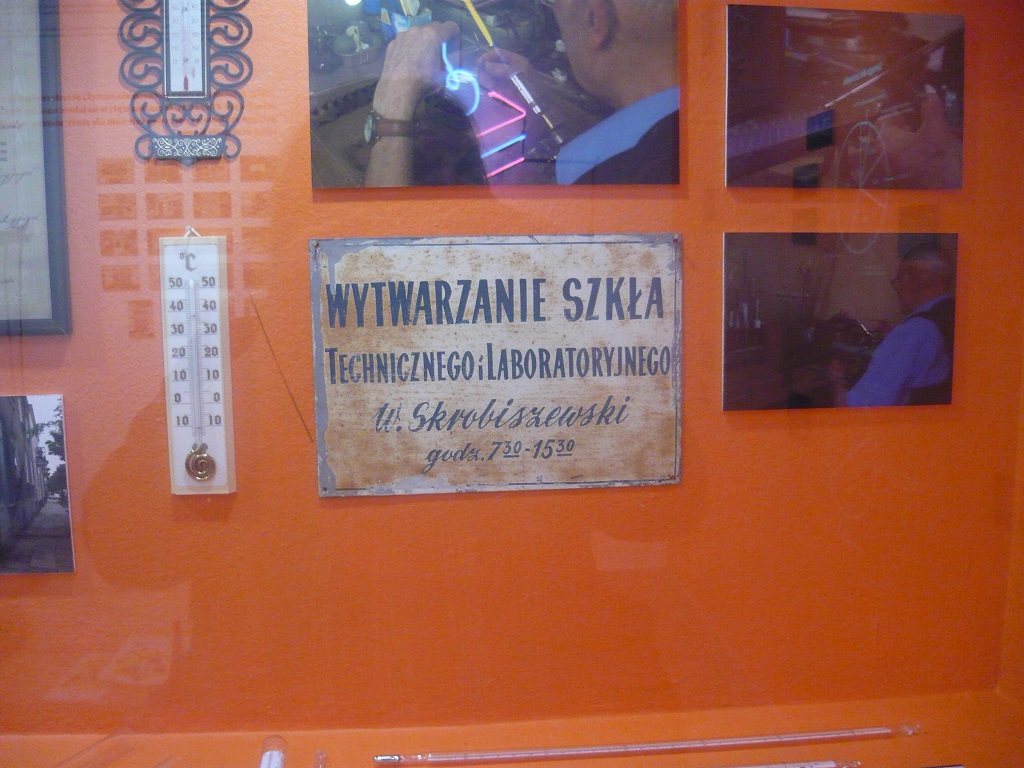 °C
50 50
40 40
30 30
20 20
10 10
0 0
10 10
WYTWARZANIE SZKŁA
TECHNICZNEGO i LABORATORYJNEGO
W. Skrobiszewski
godz. 7³⁰-15³⁰